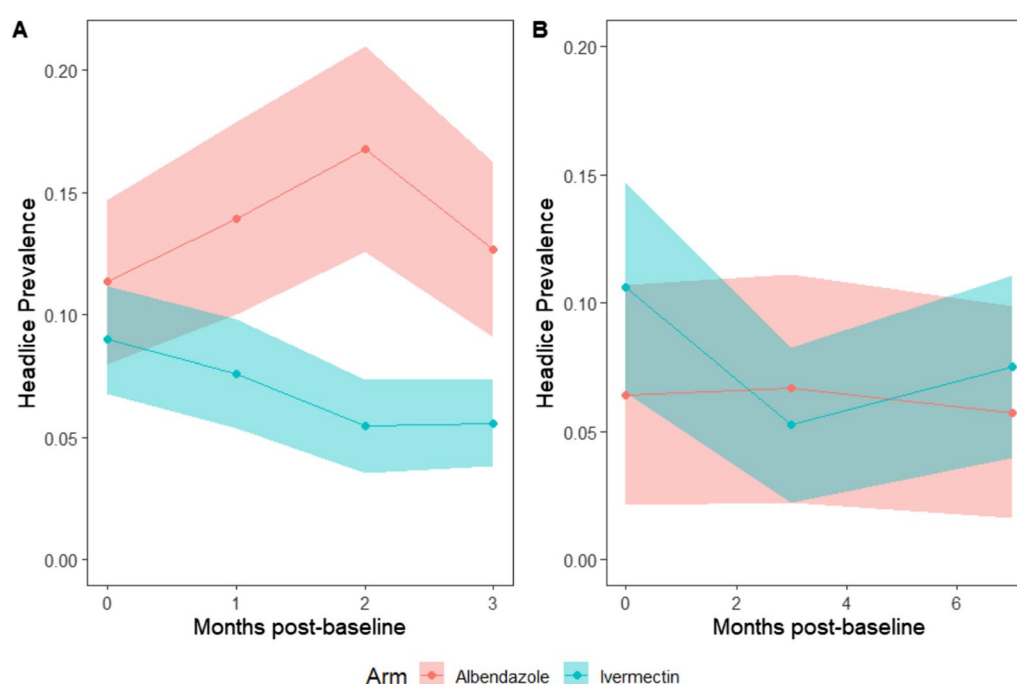 A
B
Headlice Prevalence
0.20
0.15
0.10
0.05
0.00
0 1 2 3
Months post-baseline
Headlice Prevalence
0.20
0.15
0.10
0.05
0.00
0 2 4 6
Months post-baseline
Arm Albendazole Ivermectin